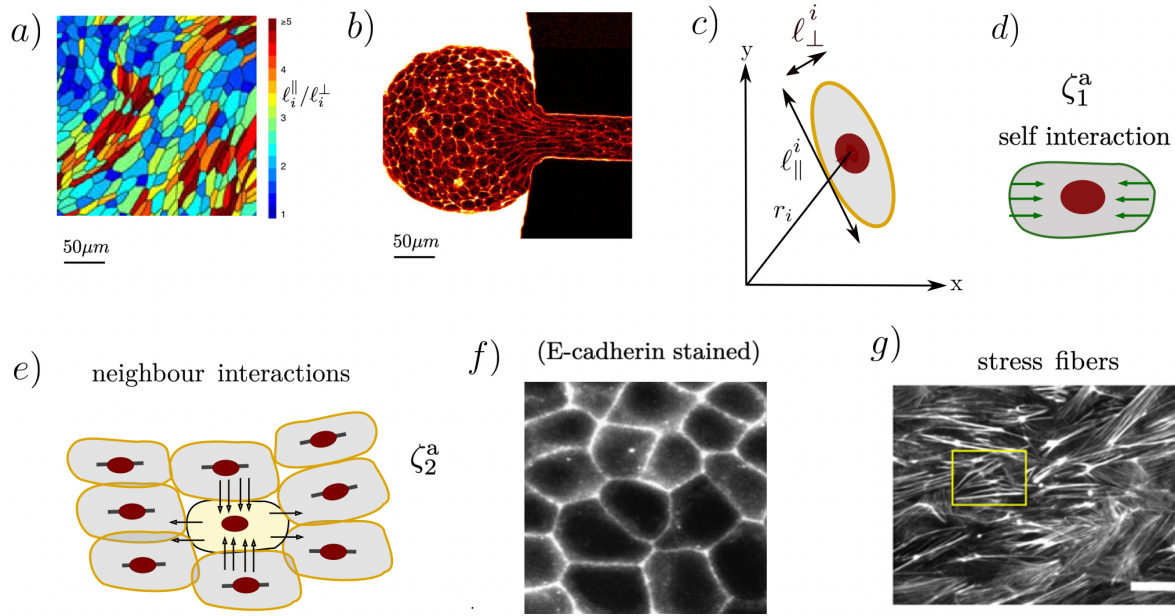 a)
≥5
4
3
2
1
ℓ_i^∥/ℓ_i^⊥
50μm
b)
50μm
c)
y
ℓ_⊥^i
ℓ_∥^i
r_i
x
d)
ζ_1^a
self interaction
e)
neighbour interactions
ζ_2^a
f)
(E-cadherin stained)
g)
stress fibers